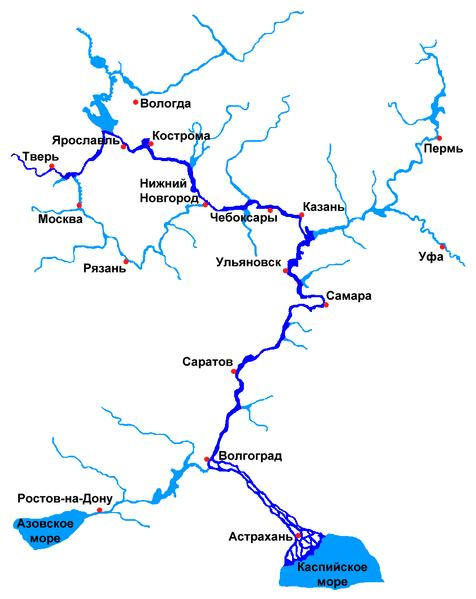 Вологда
Ярославль
Кострома
Тверь
Пермь
Нижний
Новгород
Москва
Чебоксары
Казань
Рязань
Ульяновск
Уфа
Самара
Саратов
Волгоград
Ростов-на-Дону
Азовское
море
Астрахань
Каспийское
море